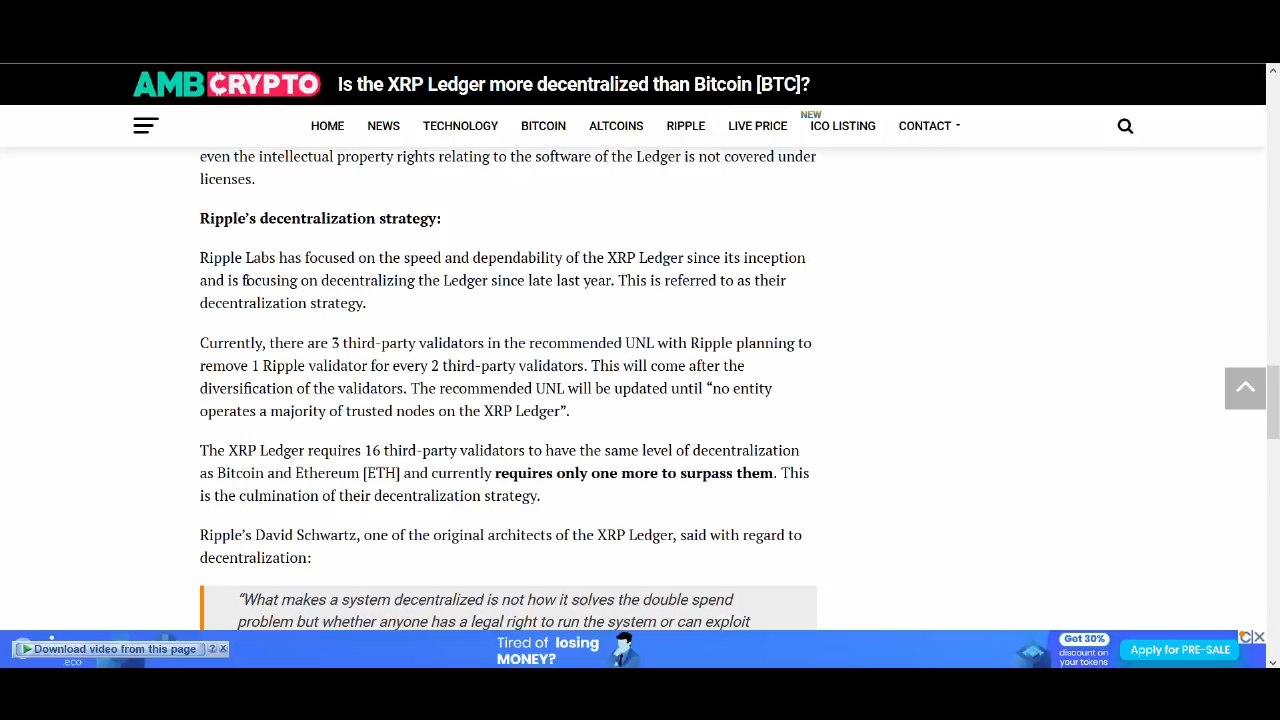 AMBCRYPTO Is the XRP Ledger more decentralized than Bitcoin [BTC]?
HOME NEWS TECHNOLOGY BITCOIN ALTCOINS RIPPLE LIVE PRICE NEW ICO LISTING CONTACT
even the intellectual property rights relating to the software of the Ledger is not covered under
licenses.
Ripple’s decentralization strategy:
Ripple Labs has focused on the speed and dependability of the XRP Ledger since its inception
and is focusing on decentralizing the Ledger since late last year. This is referred to as their
decentralization strategy.
Currently, there are 3 third-party validators in the recommended UNL with Ripple planning to
remove 1 Ripple validator for every 2 third-party validators. This will come after the
diversification of the validators. The recommended UNL will be updated until “no entity
operates a majority of trusted nodes on the XRP Ledger”.
The XRP Ledger requires 16 third-party validators to have the same level of decentralization
as Bitcoin and Ethereum [ETH] and currently requires only one more to surpass them. This
is the culmination of their decentralization strategy.
Ripple’s David Schwartz, one of the original architects of the XRP Ledger, said with regard to
decentralization:
“What makes a system decentralized is not how it solves the double spend
problem but whether anyone has a legal right to run the system or can exploit
Download video from this page ? X
.eco
Tired of losing
MONEY?
Get 30%
discount on
your tokens
Apply for PRE-SALE